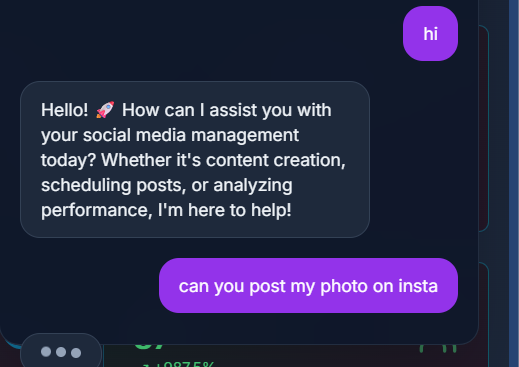 hi
Hello! 🚀 How can I assist you with
your social media management
today? Whether it's content creation,
scheduling posts, or analyzing
performance, I'm here to help!
can you post my photo on insta